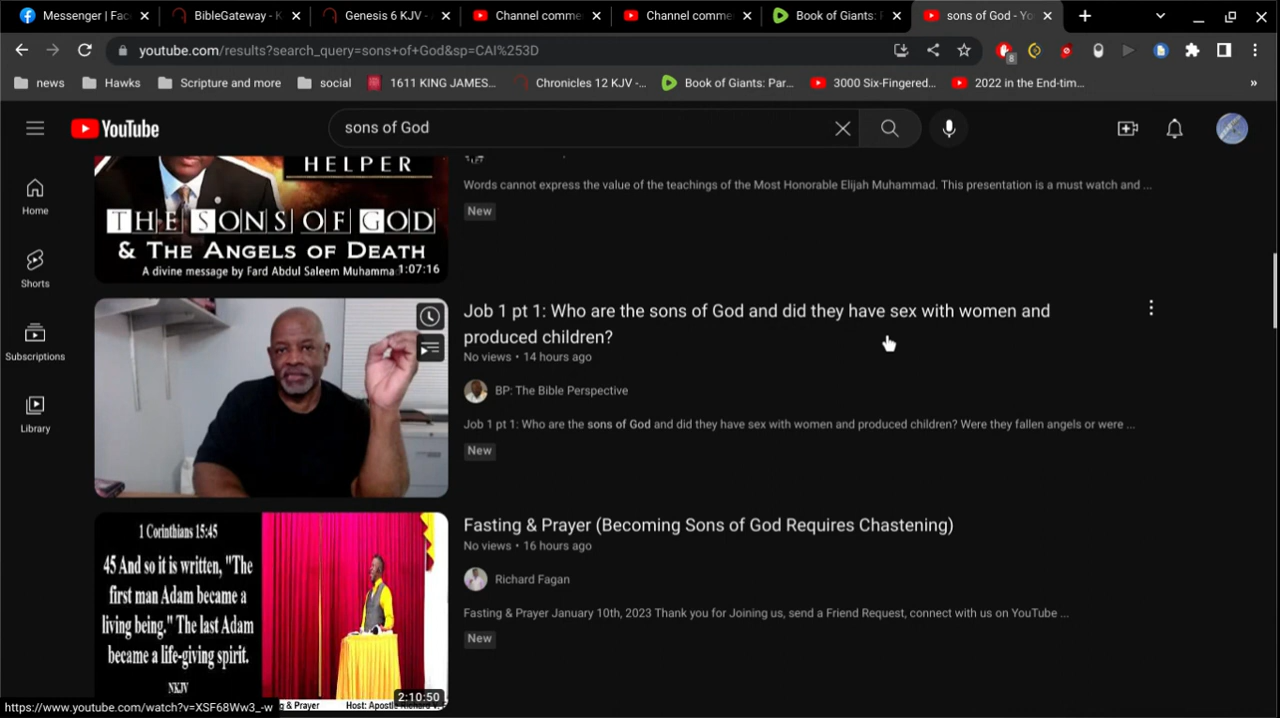 Messenger | Fac
BibleGateway - K
Genesis 6 KJV - A
Channel comme
Channel comme
Book of Giants: P
sons of God - Yo
youtube.com/results?search_query=sons+of+God&sp=CAI%253D
8
news
Hawks
Scripture and more
social
1611 KING JAMES...
Chronicles 12 KJV -...
Book of Giants: Par...
3000 Six-Fingered...
2022 in the End-tim...
»
YouTube
sons of God
Home
Shorts
Subscriptions
Library
HELPER
THE SONS OF GOD
& THE ANGELS OF DEATH
A divine message by Fard Abdul Saleem Muhamma
1:07:16
Words cannot express the value of the teachings of the Most Honorable Elijah Muhammad. This presentation is a must watch and ...
New
Job 1 pt 1: Who are the sons of God and did they have sex with women and
produced children?
No views • 14 hours ago
BP: The Bible Perspective
Job 1 pt 1: Who are the sons of God and did they have sex with women and produced children? Were they fallen angels or were ...
New
1 Corinthians 15:45
45 And so it is written, "The
first man Adam became a
living being." The last Adam
became a life-giving spirit.
NKJV
2:10:50
g & Prayer
Host: Apostle Richard
Fasting & Prayer (Becoming Sons of God Requires Chastening)
No views • 16 hours ago
Richard Fagan
Fasting & Prayer January 10th, 2023 Thank you for Joining us, send a Friend Request, connect with us on YouTube ...
New
https://www.youtube.com/watch?v=XSF68Ww3_-w